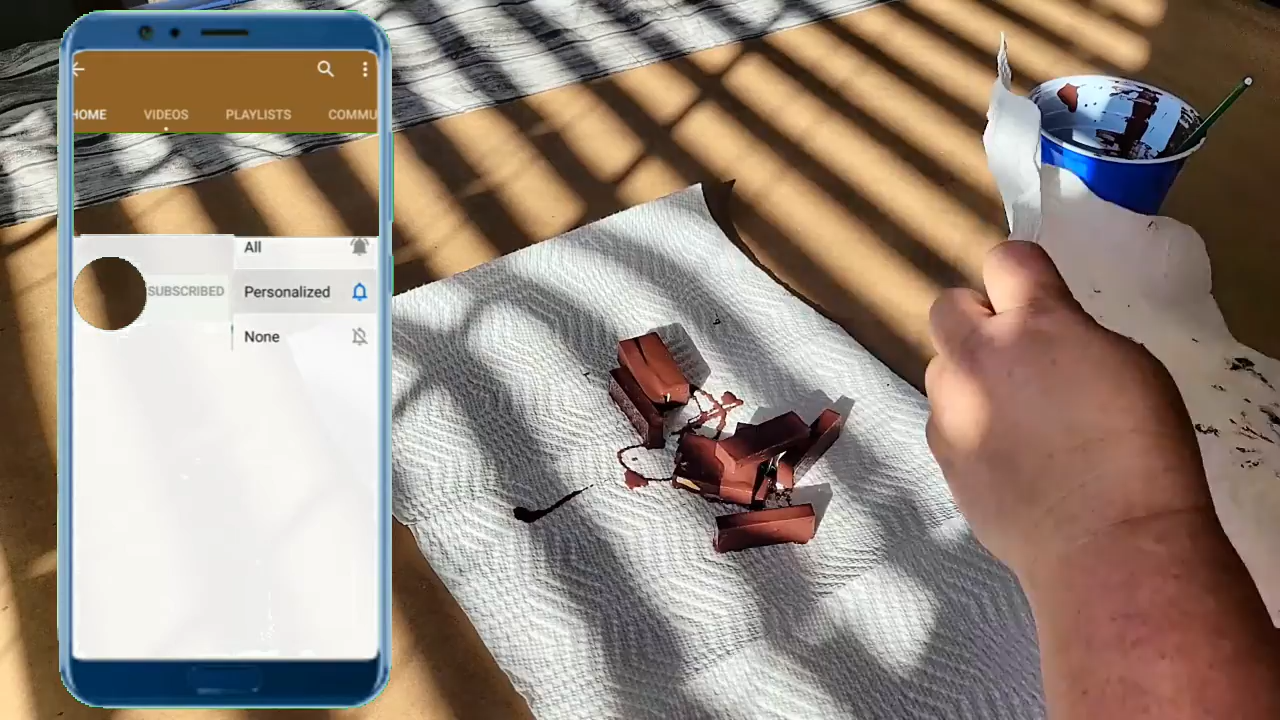 HOME VIDEOS PLAYLISTS COMMU
All
SUBSCRIBED
Personalized
None